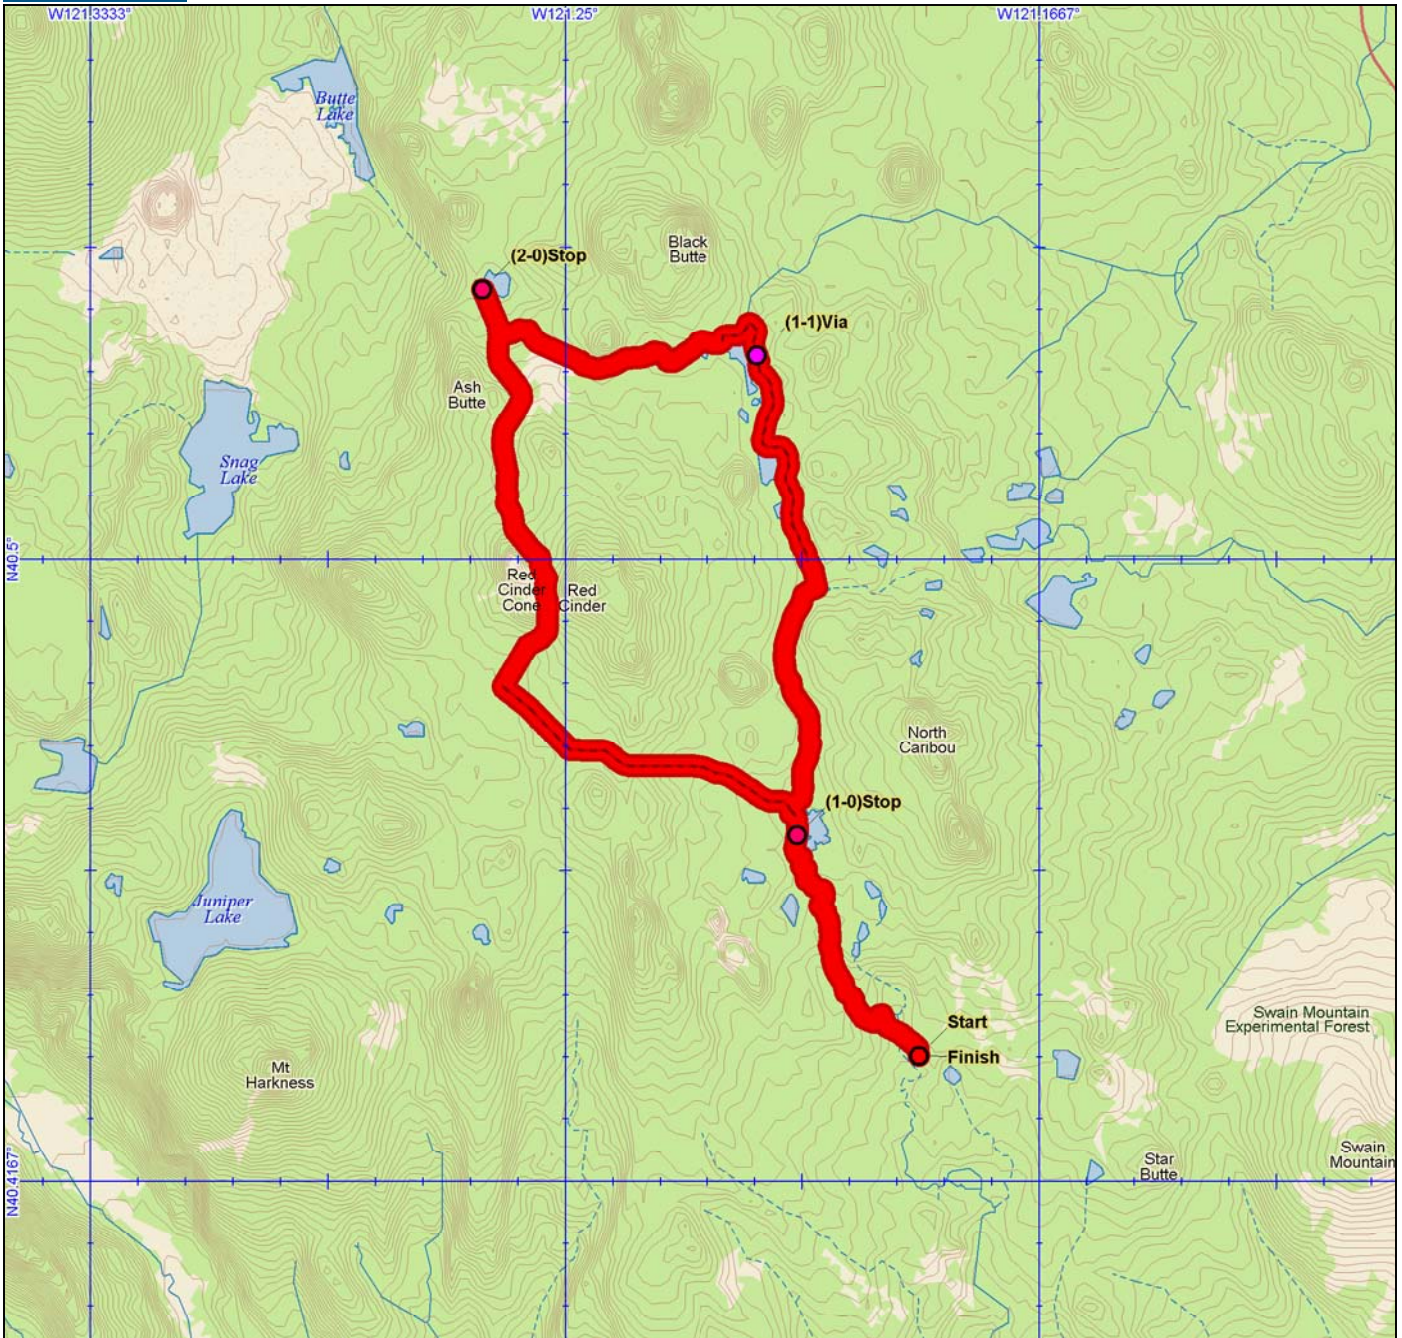 W121.3333°
W121.25°
W121.1667°
Butte
Lake
Black
Butte
(2-0)Stop
(1-1)Via
Ash
Butte
Snag
Lake
N40.5°
Red
Cinder
Cone
Red
Cinder
North
Caribou
(1-0)Stop
Juniper
Lake
Start
Finish
Swain Mountain
Experimental Forest
Mt
Harkness
Star
Butte
Swain
Mountain
N40.4167°